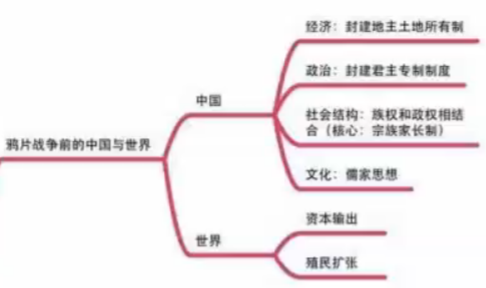 鸦片战争前的中国与世界
中国
经济：封建地主土地所有制
政治：封建君主专制制度
社会结构：族权和政权相结
合（核心：宗族家长制）
文化：儒家思想
世界
资本输出
殖民扩张